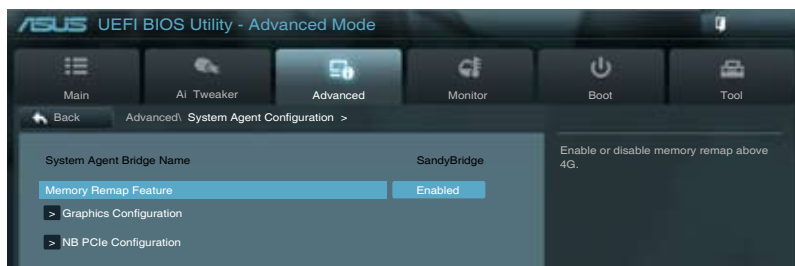 ASUS UEFI BIOS Utility - Advanced Mode
Main Ai Tweaker Advanced Monitor Boot Tool
Back Advanced\ System Agent Configuration >
System Agent Bridge Name SandyBridge
Enable or disable memory remap above
4G.
Memory Remap Feature Enabled
> Graphics Configuration
> NB PCIe Configuration